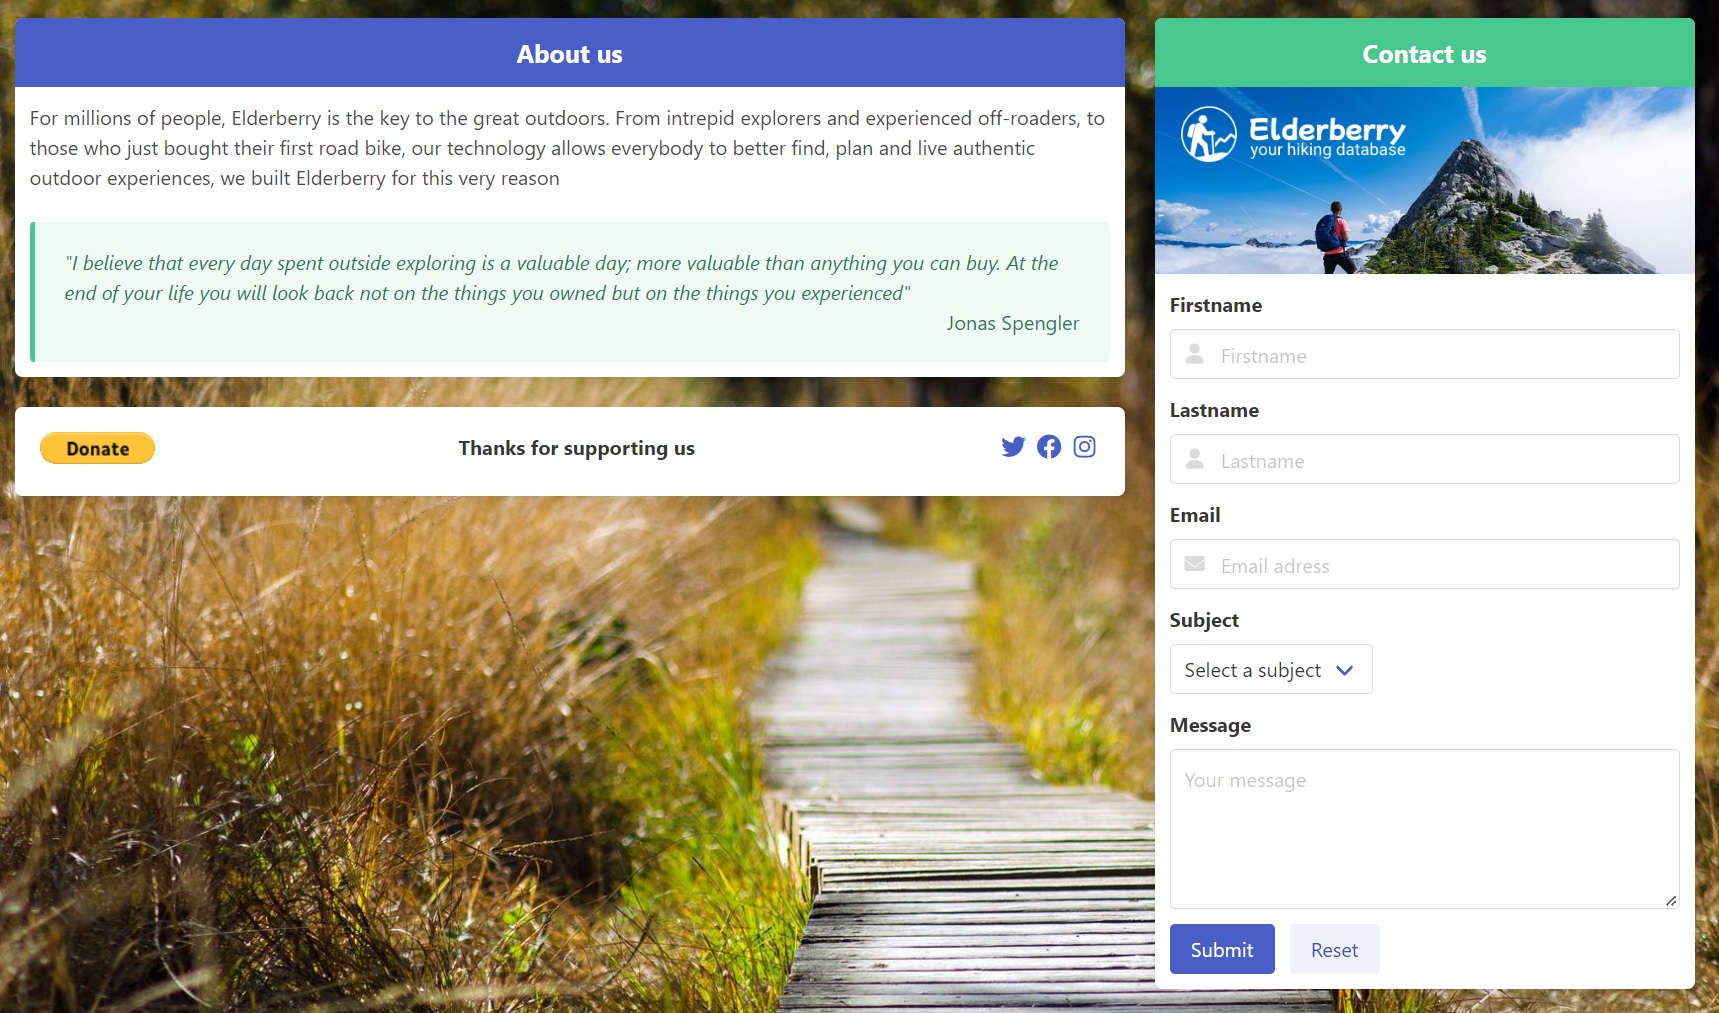 About us
For millions of people, Elderberry is the key to the great outdoors. From intrepid explorers and experienced off-roaders, to
those who just bought their first road bike, our technology allows everybody to better find, plan and live authentic
outdoor experiences, we built Elderberry for this very reason
"I believe that every day spent outside exploring is a valuable day; more valuable than anything you can buy. At the
end of your life you will look back not on the things you owned but on the things you experienced"
Jonas Spengler
Donate
Thanks for supporting us
Contact us
Elderberry
your hiking database
Firstname
Firstname
Lastname
Lastname
Email
Email adress
Subject
Select a subject
Message
Your message
Submit
Reset